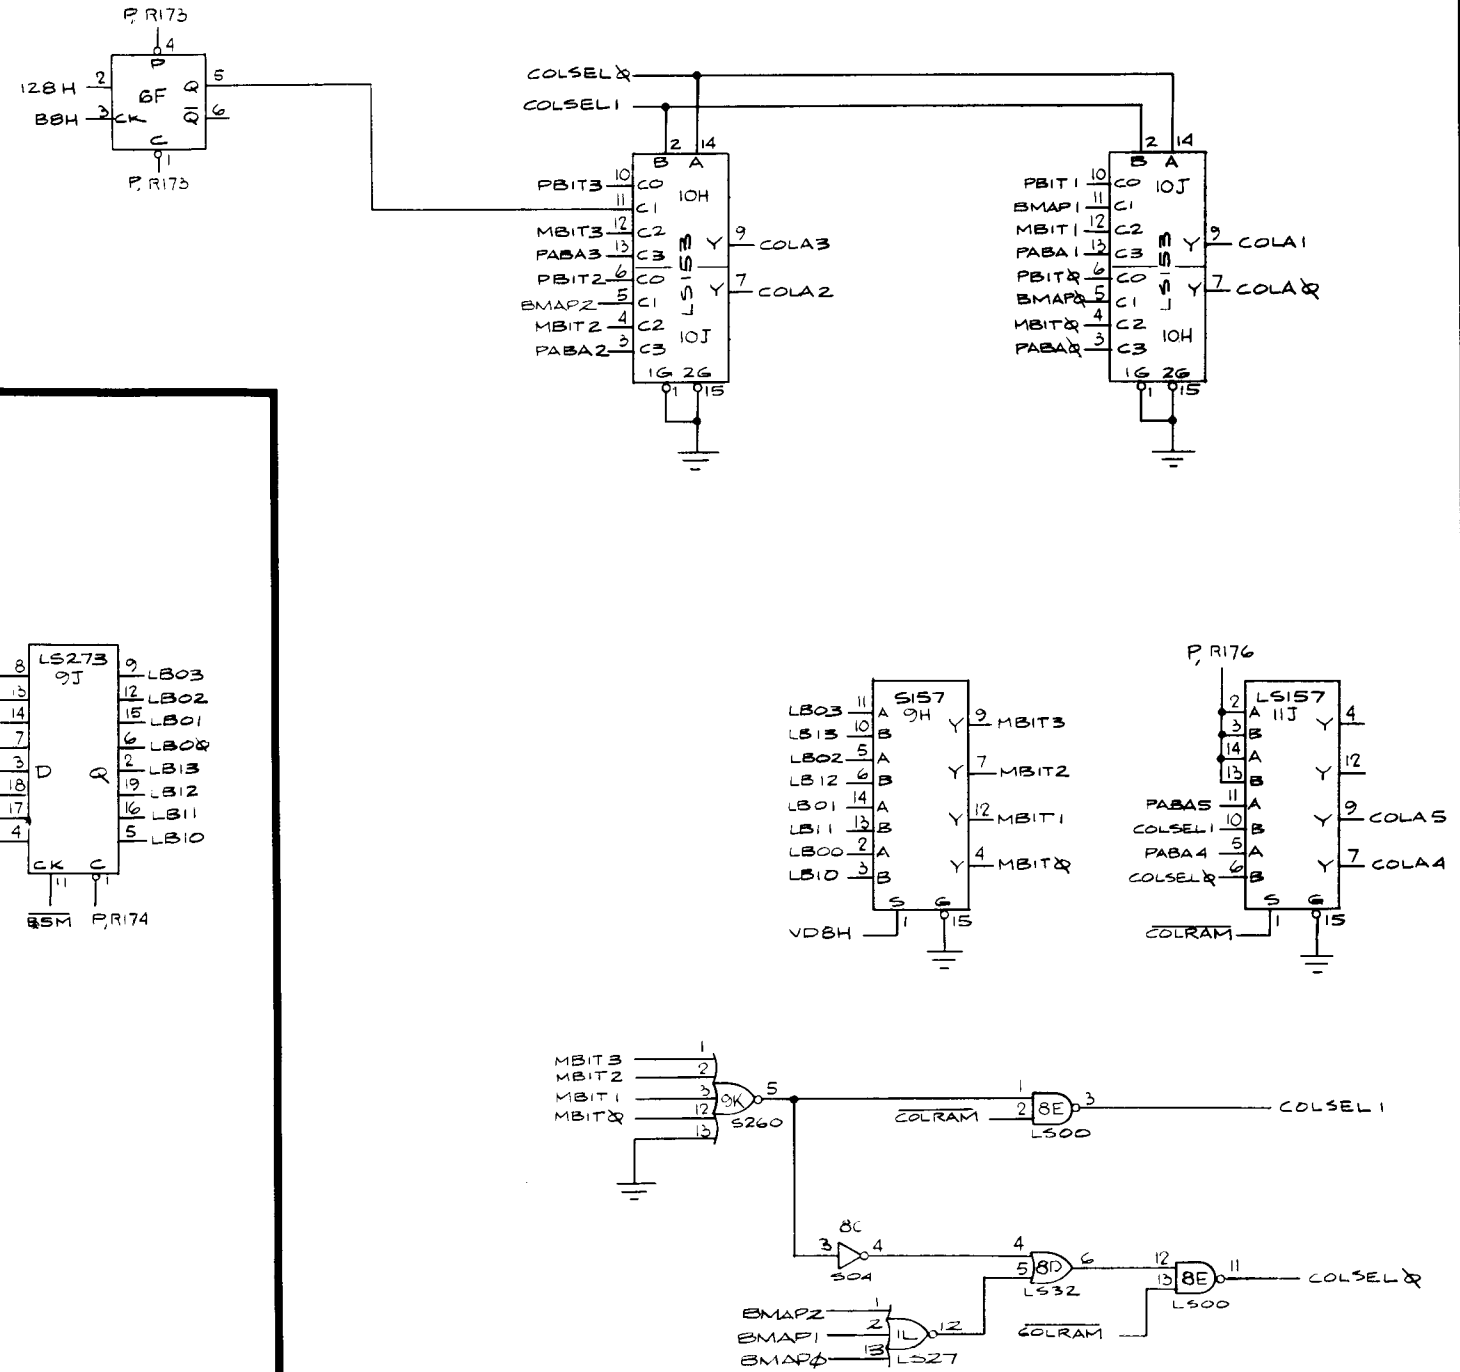 P, R173
4
P
128H 2 Q 5
6F
B8H 3 CK Q 6
C
1
P, R173
COLSEL0
COLSEL1
2 14
B A
PBIT3 10 C0 10H
11 C1
MBIT3 12 C2
PABA3 13 C3 Y 9 COLA3
LS153
PBIT2 6 C0
BMAP2 5 C1 Y 7 COLA2
MBIT2 4 C2
PABA2 3 C3 10J
1G 2G
1 15
2 14
B A
PBIT1 10 C0 10J
BMAP1 11 C1
MBIT1 12 C2
PABA1 13 C3 Y 9 COLA1
LS153
PBIT0 6 C0
BMAP0 5 C1 Y 7 COLA0
MBIT0 4 C2
PABA0 3 C3 10H
1G 2G
1 15
LS273
9J
8 9 LB03
13 12 LB02
14 15 LB01
7 6 LB00
3 D Q 2 LB13
18 19 LB12
17 16 LB11
4 5 LB10
CK C
11 1
B5M P,R174
S157
9H
LB03 11 A Y 9 MBIT3
LB13 10 B
LB02 5 A
LB12 6 B Y 7 MBIT2
LB01 14 A
LB11 13 B Y 12 MBIT1
LB00 2 A
LB10 3 B Y 4 MBIT0
S G
VD8H 1 15
P, R176
LS157
11J
2 A Y 4
3 B
14 A
13 B Y 12
PABA5 11 A
COLSEL1 10 B Y 9 COLA5
PABA4 5 A
COLSEL0 6 B Y 7 COLA4
S G
COLRAM 1 15
MBIT3 1
MBIT2 2
MBIT1 3 9K 5
MBIT0 12 S260
13
1
COLRAM 2 8E 3 COLSEL1
LS00
8C
3 4
S04
4
5 8D 6
LS32
12
13 8E 11 COLSEL0
LS00
COLRAM
BMAP2 1
BMAP1 2 1L 12
BMAP0 13 LS27